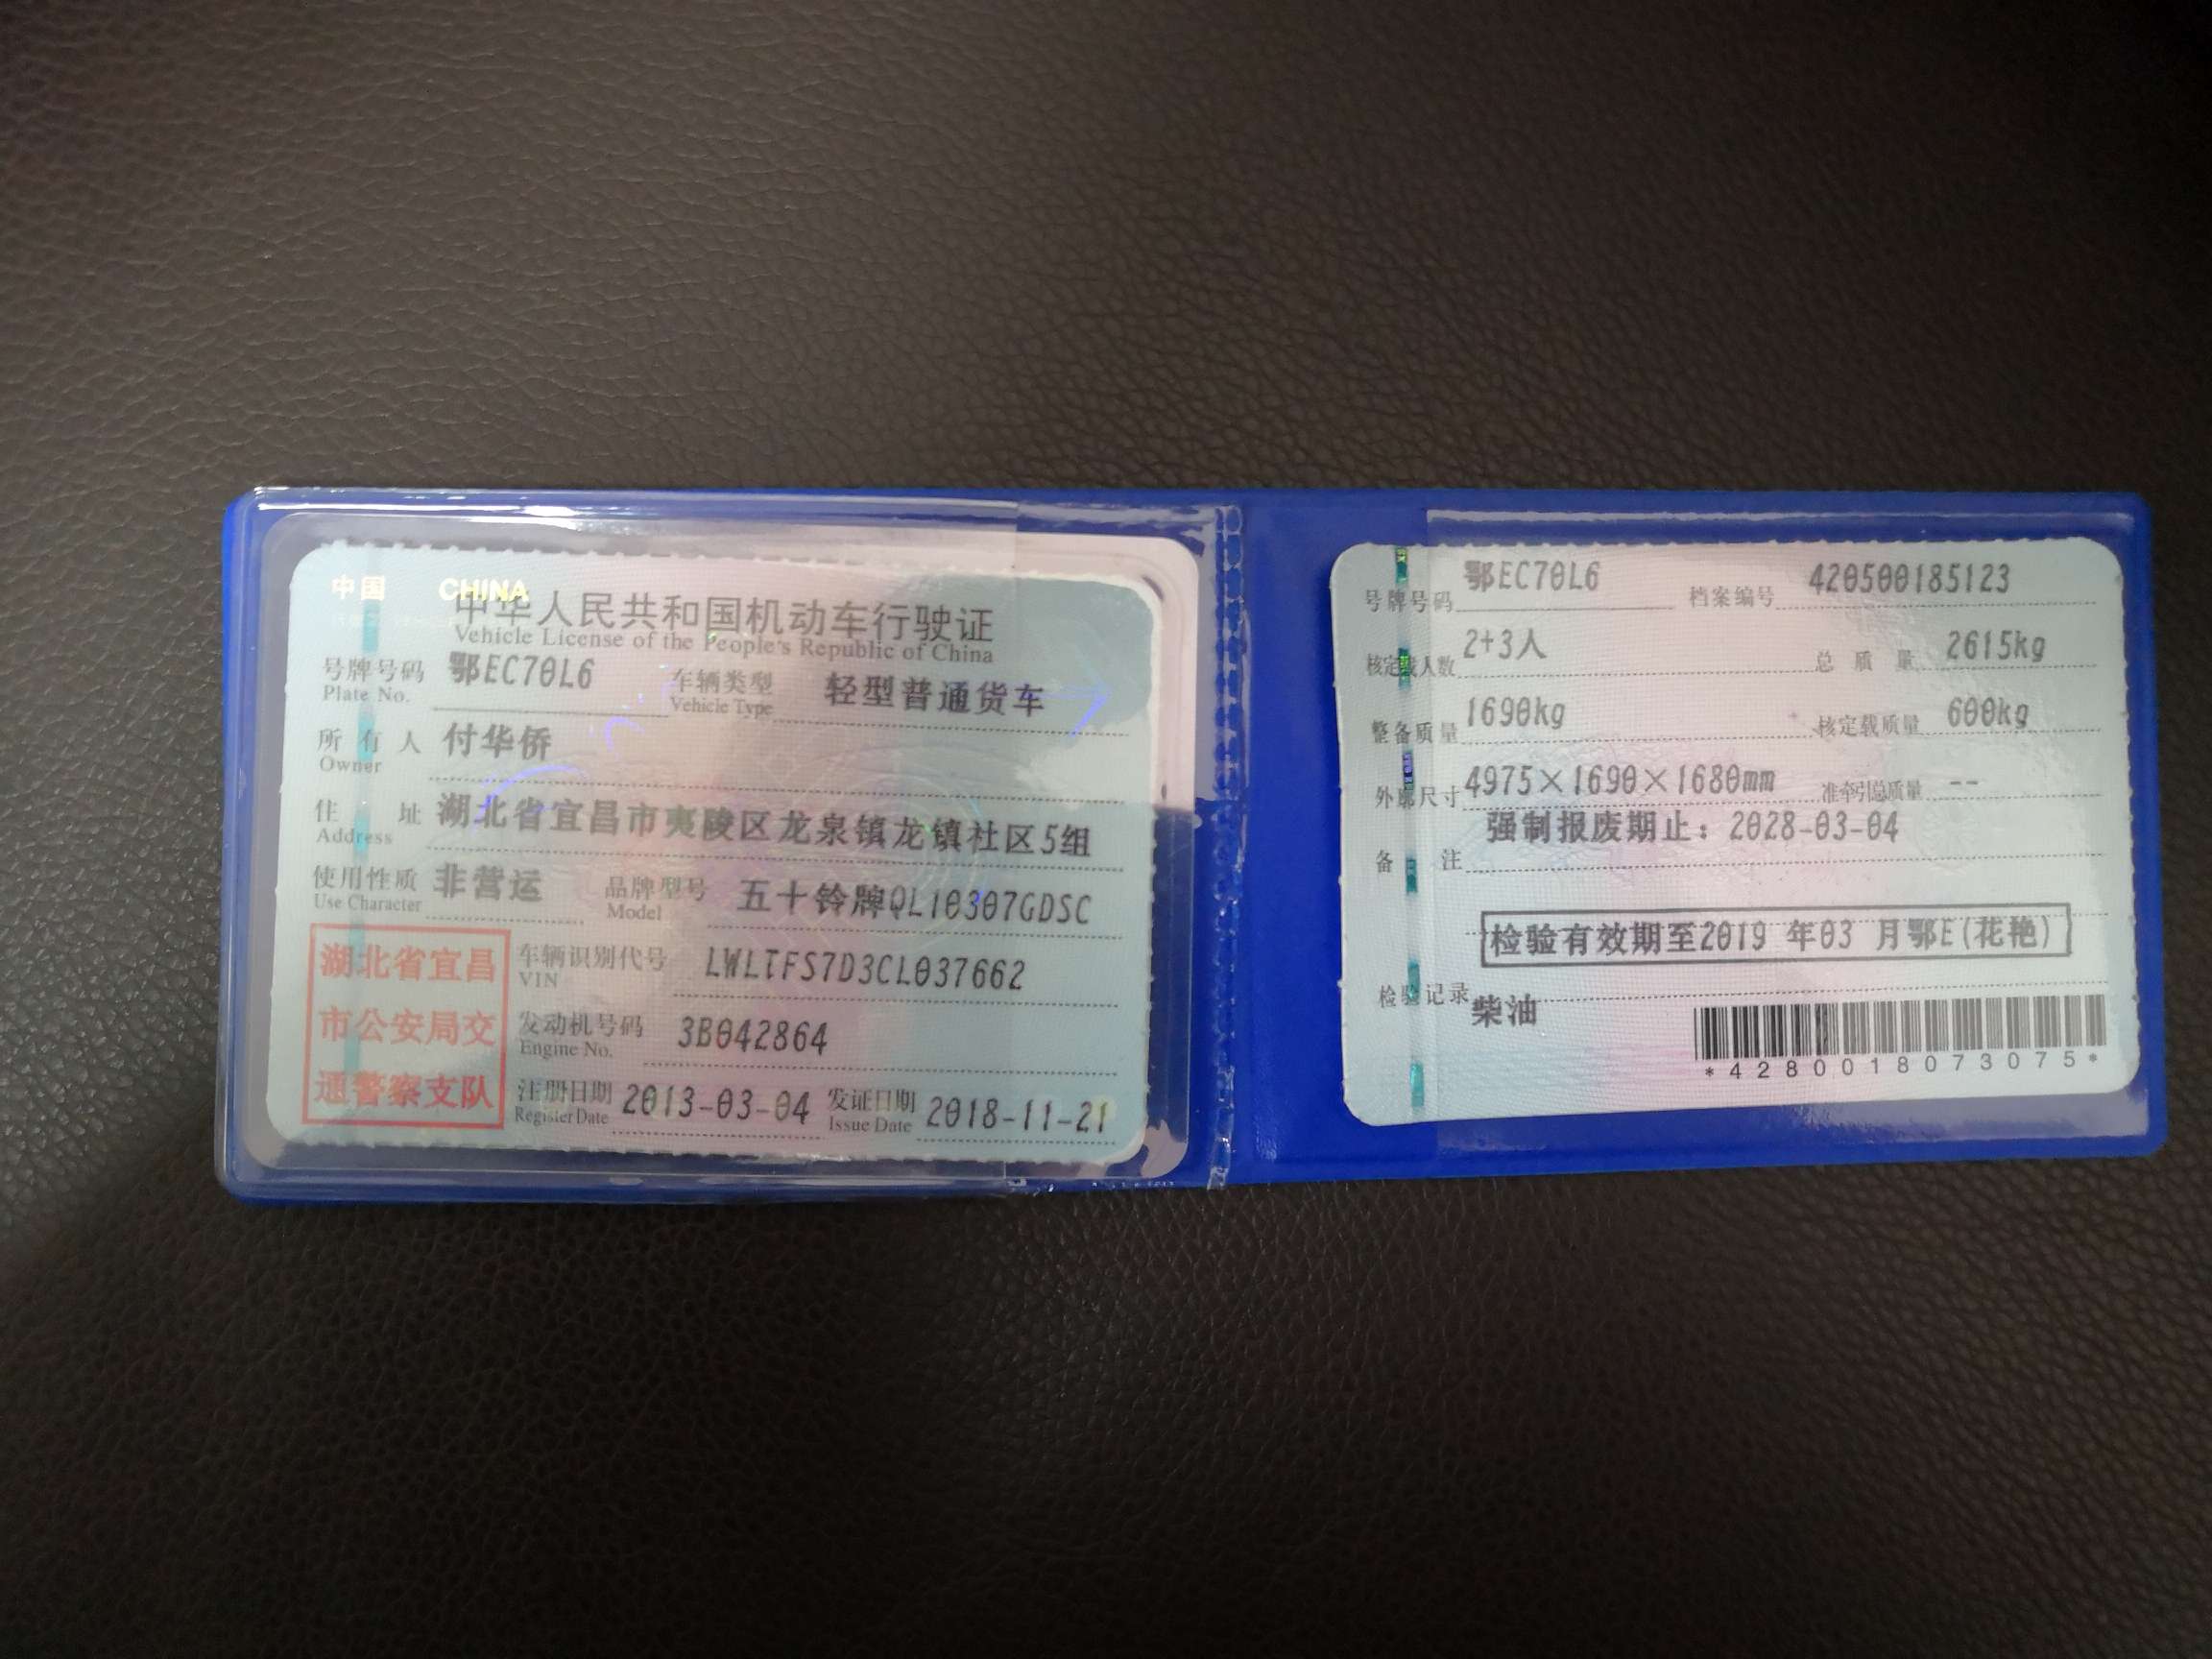 中国 CHINA
中华人民共和国机动车行驶证
Vehicle License of the People's Republic of China
号牌号码 鄂EC70L6 车辆类型 轻型普通货车
Plate No. Vehicle Type
所有人 付华侨
Owner
住址 湖北省宜昌市夷陵区龙泉镇龙镇社区5组
Address
使用性质 非营运 品牌型号 五十铃牌QL10307GDSC
Use Character Model
湖北省宜昌
市公安局交
通警察支队
车辆识别代号 LWLTFS7D3CL037662
VIN
发动机号码 3B042864
Engine No.
注册日期 2013-03-04 发证日期 2018-11-21
Register Date Issue Date
号牌号码 鄂EC70L6 档案编号 420500185123
核定载人数 2+3人 总质量 2615kg
整备质量 1690kg 核定载质量 600kg
外廓尺寸 4975×1690×1680mm 准牵引总质量 --
强制报废期止：2028-03-04
备注
检验有效期至2019 年03 月鄂E(花艳)
检验记录
柴油
*4280018073075*